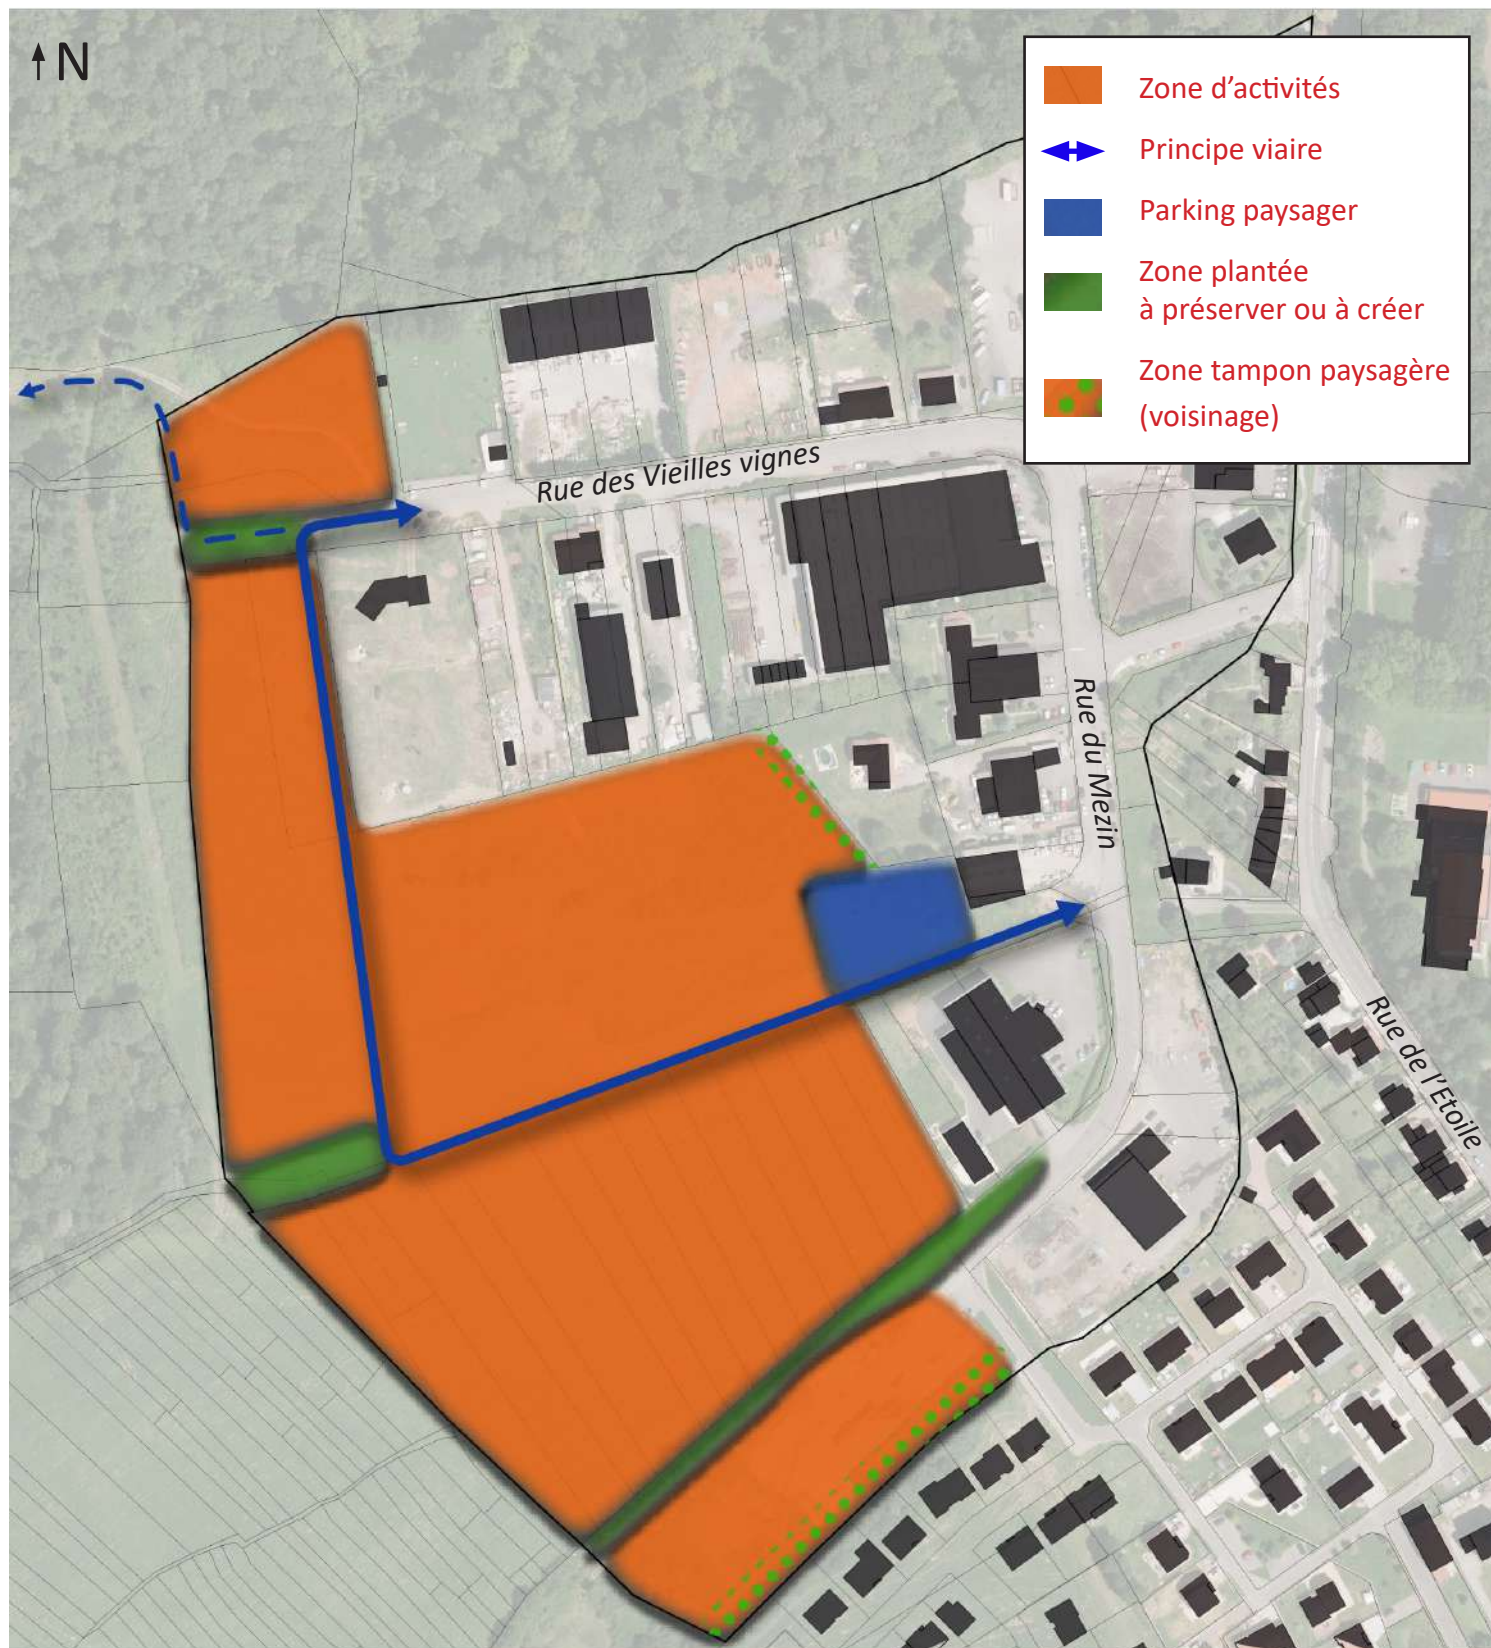 N
Zone d'activités
Principe viaire
Parking paysager
Zone plantée
à préserver ou à créer
Zone tampon paysagère
(voisinage)
Rue des Vieilles vignes
Rue du Mezin
Rue de l'Etoile